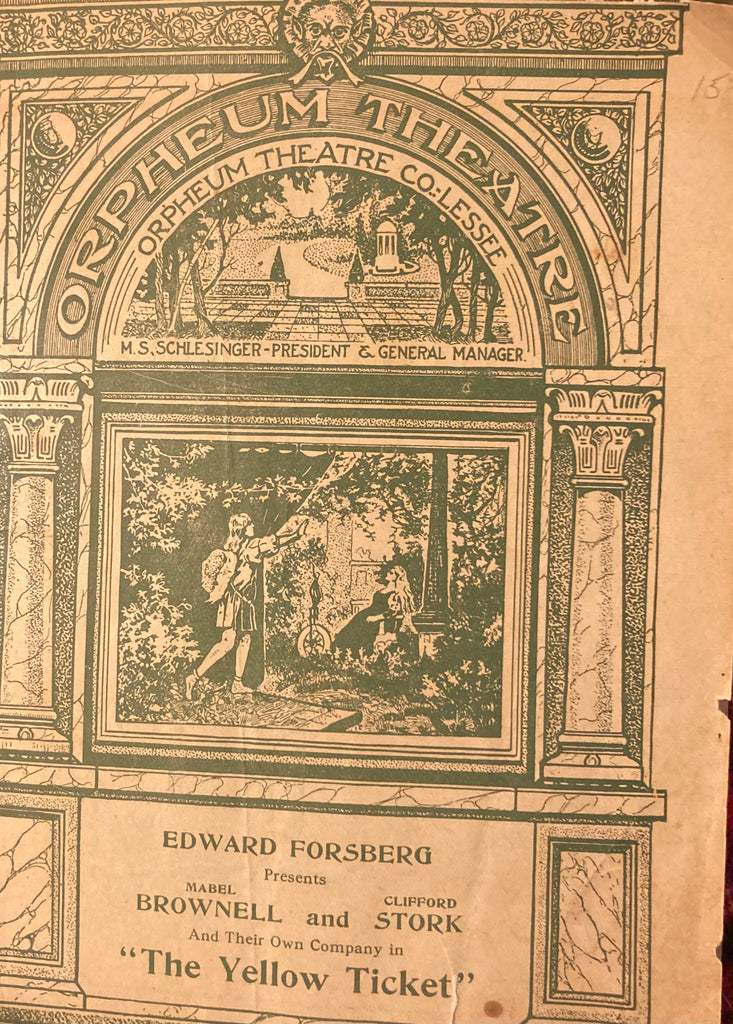 15
ORPHEUM THEATRE
ORPHEUM THEATRE CO:-LESSEE
M.S. SCHLESINGER-PRESIDENT & GENERAL MANAGER.
EDWARD FORSBERG
Presents
MABEL BROWNELL and CLIFFORD STORK
And Their Own Company in
"The Yellow Ticket"